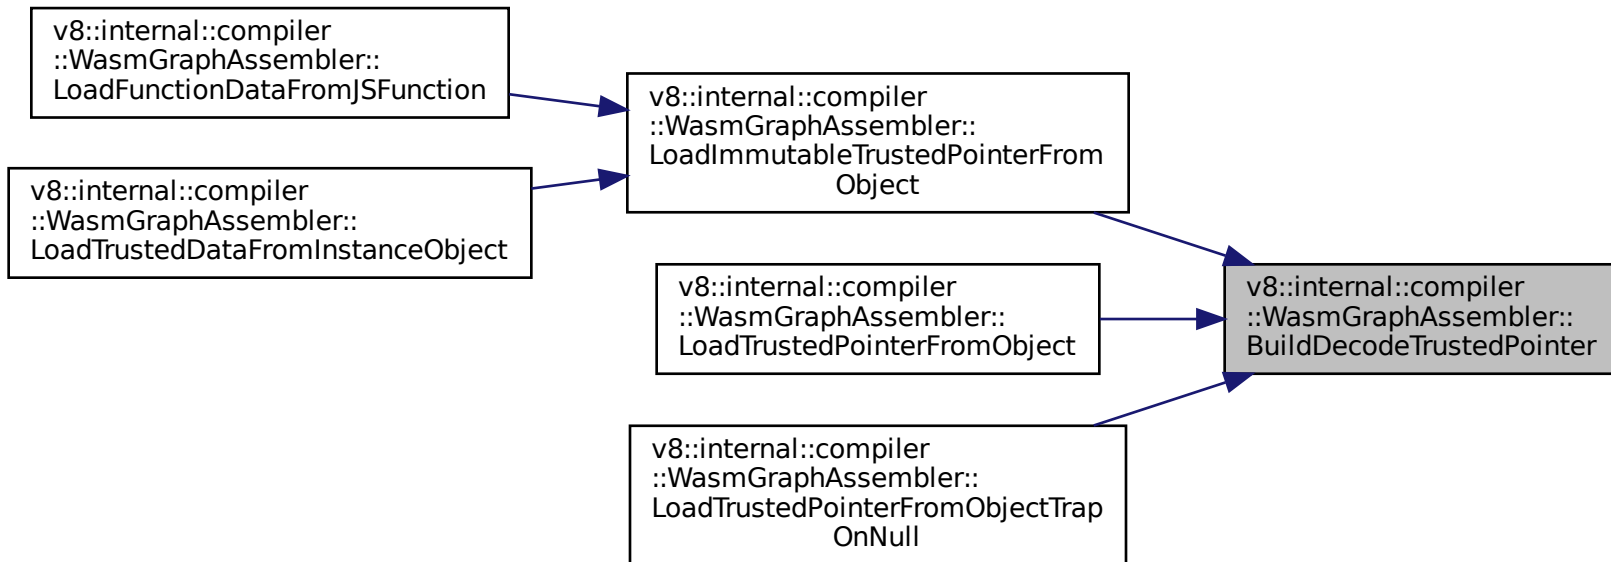 v8::internal::compiler
::WasmGraphAssembler::
LoadFunctionDataFromJSFunction
v8::internal::compiler
::WasmGraphAssembler::
LoadTrustedDataFromInstanceObject
v8::internal::compiler
::WasmGraphAssembler::
LoadImmutableTrustedPointerFrom
Object
v8::internal::compiler
::WasmGraphAssembler::
LoadTrustedPointerFromObject
v8::internal::compiler
::WasmGraphAssembler::
LoadTrustedPointerFromObjectTrap
OnNull
v8::internal::compiler
::WasmGraphAssembler::
BuildDecodeTrustedPointer